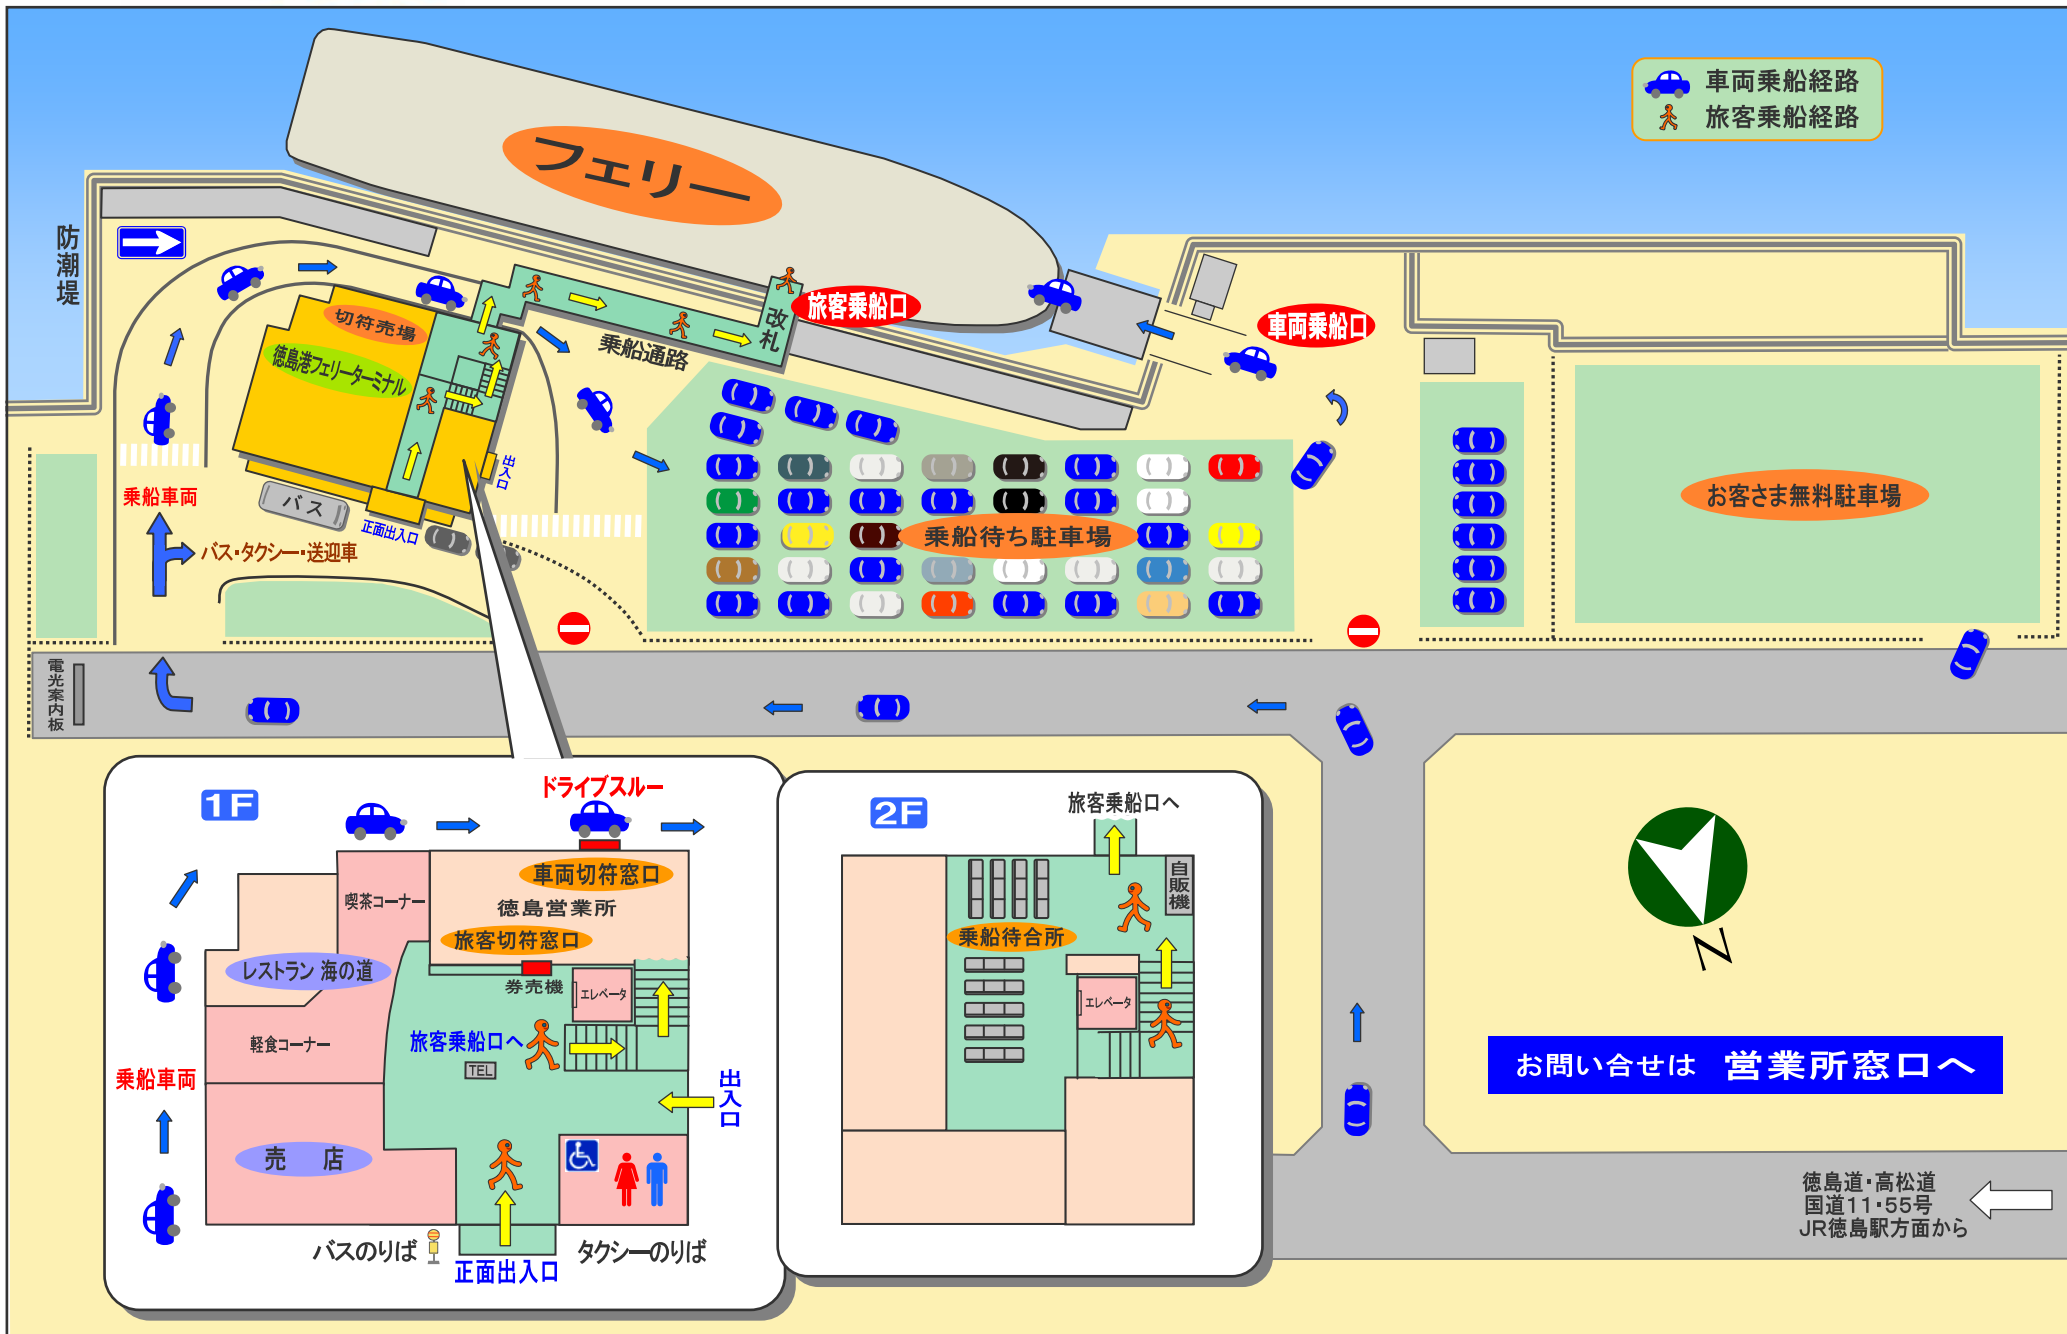 車両乗船経路
旅客乗船経路
フェリー
防潮堤
旅客乗船口
車両乗船口
切符売場
改札
乗船通路
徳島港フェリーターミナル
出入口
乗船車両
バス
正面出入口
バス・タクシー・送迎車
乗船待ち駐車場
お客さま無料駐車場
電光案内板
1F
ドライブスルー
車両切符窓口
喫茶コーナー
徳島営業所
旅客切符窓口
レストラン 海の道
券売機
エレベータ
旅客乗船口へ
軽食コーナー
TEL
乗船車両
出入口
売 店
バスのりば
タクシーのりば
正面出入口
2F
旅客乗船口へ
自販機
乗船待合所
エレベータ
N
お問い合せは 営業所窓口へ
徳島道・高松道
国道11・55号
JR徳島駅方面から